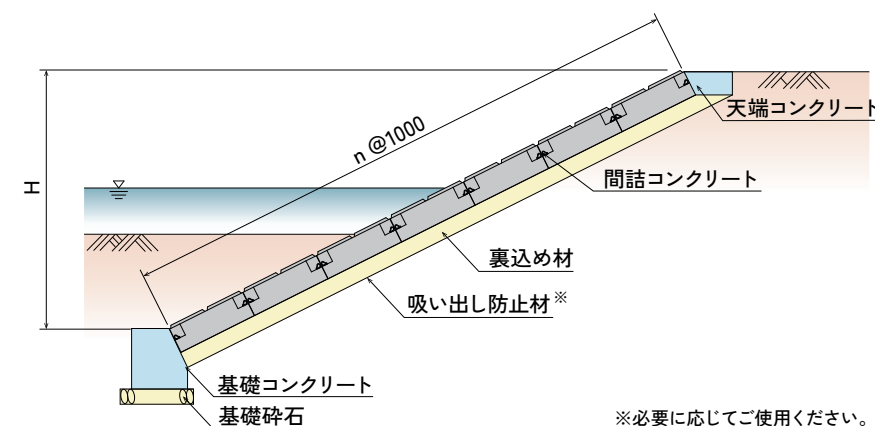 天端コンクリート
n @1000
間詰コンクリート
H
裏込め材
吸い出し防止材※
基礎コンクリート
基礎砕石
※必要に応じてご使用ください。